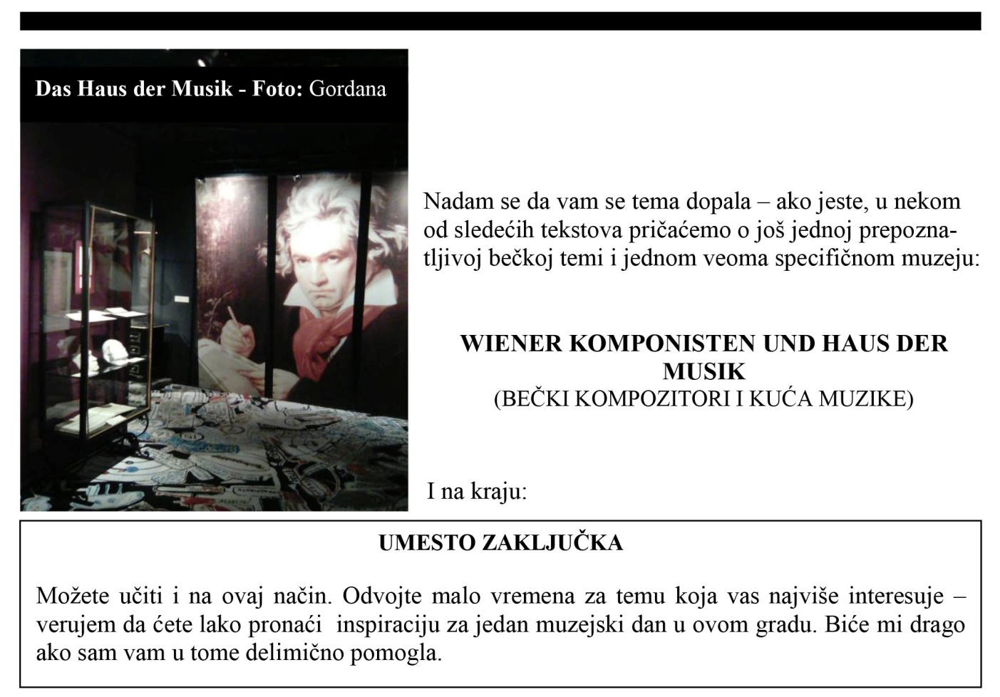 Das Haus der Musik - Foto: Gordana
Nadam se da vam se tema dopala – ako jeste, u nekom
od sledećih tekstova pričaćemo o još jednoj prepozna-
tljivoj bečkoj temi i jednom veoma specifičnom muzeju:
WIENER KOMPONISTEN UND HAUS DER
MUSIK
(BEČKI KOMPOZITORI I KUĆA MUZIKE)
I na kraju:
UMESTO ZAKLJUČKA
Možete učiti i na ovaj način. Odvojte malo vremena za temu koja vas najviše interesuje –
verujem da ćete lako pronaći  inspiraciju za jedan muzejski dan u ovom gradu. Biće mi drago
ako sam vam u tome delimično pomogla.